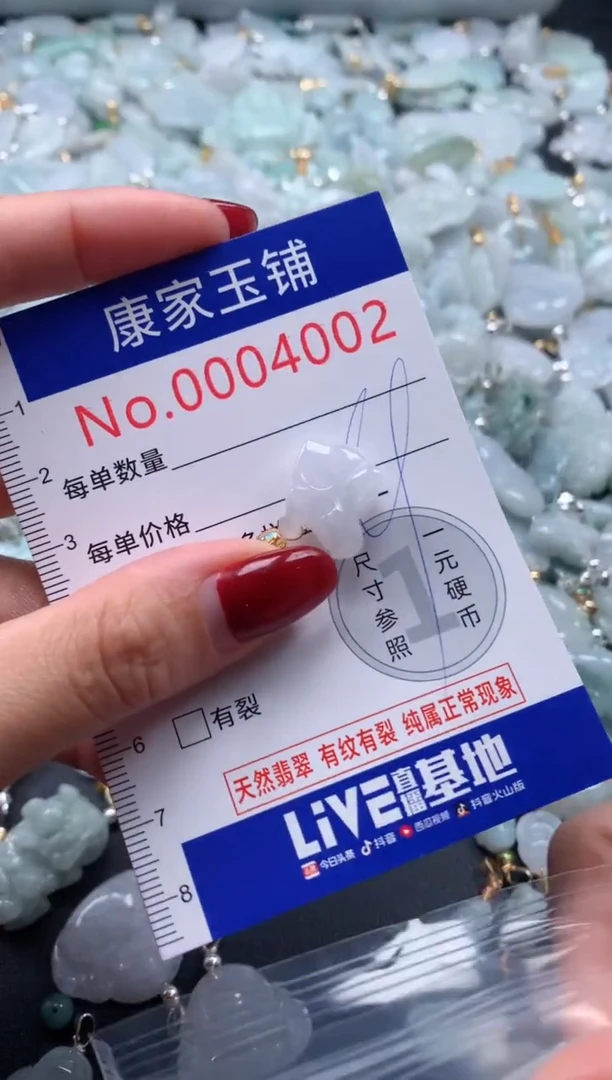 康家玉铺
No.0004002
1
2
每单数量
3
每单价格
一元硬币
尺寸参照
1
有裂
6
天然翡翠 有纹有裂 纯属正常现象
7
LiVE直播基地
今日头条 抖音 西瓜视频 抖音火山版
8